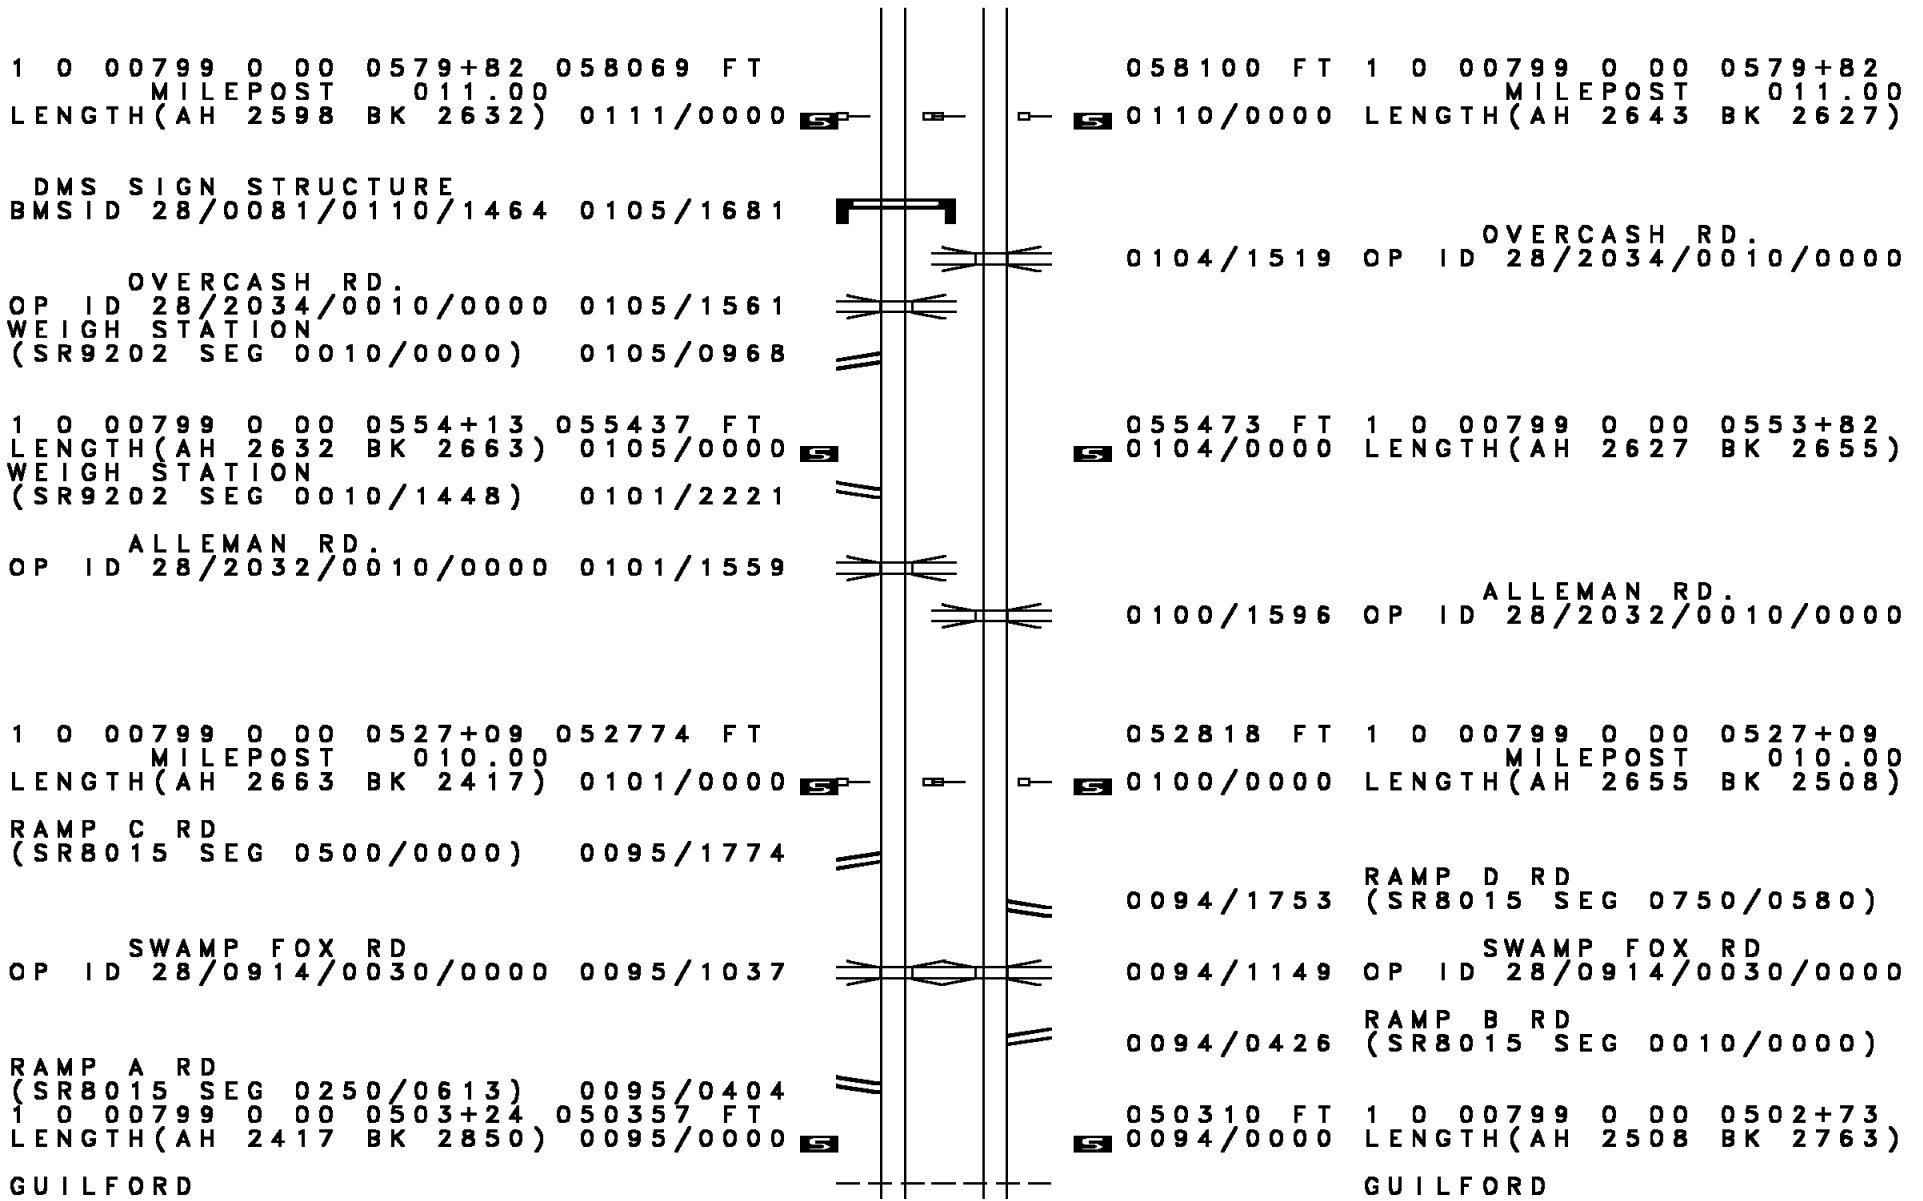 1 0 00799 0 00 0579+82 058069 FT
MILEPOST 011.00
LENGTH(AH 2598 BK 2632) 0111/0000 S
DMS SIGN STRUCTURE
BMSID 28/0081/0110/1464 0105/1681
OVERCASH RD.
OP ID 28/2034/0010/0000 0105/1561
WEIGH STATION
(SR9202 SEG 0010/0000) 0105/0968
1 0 00799 0 00 0554+13 055437 FT
LENGTH(AH 2632 BK 2663) 0105/0000 S
WEIGH STATION
(SR9202 SEG 0010/1448) 0101/2221
ALLEMAN RD.
OP ID 28/2032/0010/0000 0101/1559
1 0 00799 0 00 0527+09 052774 FT
MILEPOST 010.00
LENGTH(AH 2663 BK 2417) 0101/0000 S
RAMP C RD
(SR8015 SEG 0500/0000) 0095/1774
SWAMP FOX RD
OP ID 28/0914/0030/0000 0095/1037
RAMP A RD
(SR8015 SEG 0250/0613) 0095/0404
1 0 00799 0 00 0503+24 050357 FT
LENGTH(AH 2417 BK 2850) 0095/0000 S
GUILFORD
058100 FT 1 0 00799 0 00 0579+82
MILEPOST 011.00
S 0110/0000 LENGTH(AH 2643 BK 2627)
OVERCASH RD.
0104/1519 OP ID 28/2034/0010/0000
055473 FT 1 0 00799 0 00 0553+82
S 0104/0000 LENGTH(AH 2627 BK 2655)
ALLEMAN RD.
0100/1596 OP ID 28/2032/0010/0000
052818 FT 1 0 00799 0 00 0527+09
MILEPOST 010.00
S 0100/0000 LENGTH(AH 2655 BK 2508)
RAMP D RD
0094/1753 (SR8015 SEG 0750/0580)
SWAMP FOX RD
0094/1149 OP ID 28/0914/0030/0000
RAMP B RD
0094/0426 (SR8015 SEG 0010/0000)
050310 FT 1 0 00799 0 00 0502+73
S 0094/0000 LENGTH(AH 2508 BK 2763)
GUILFORD